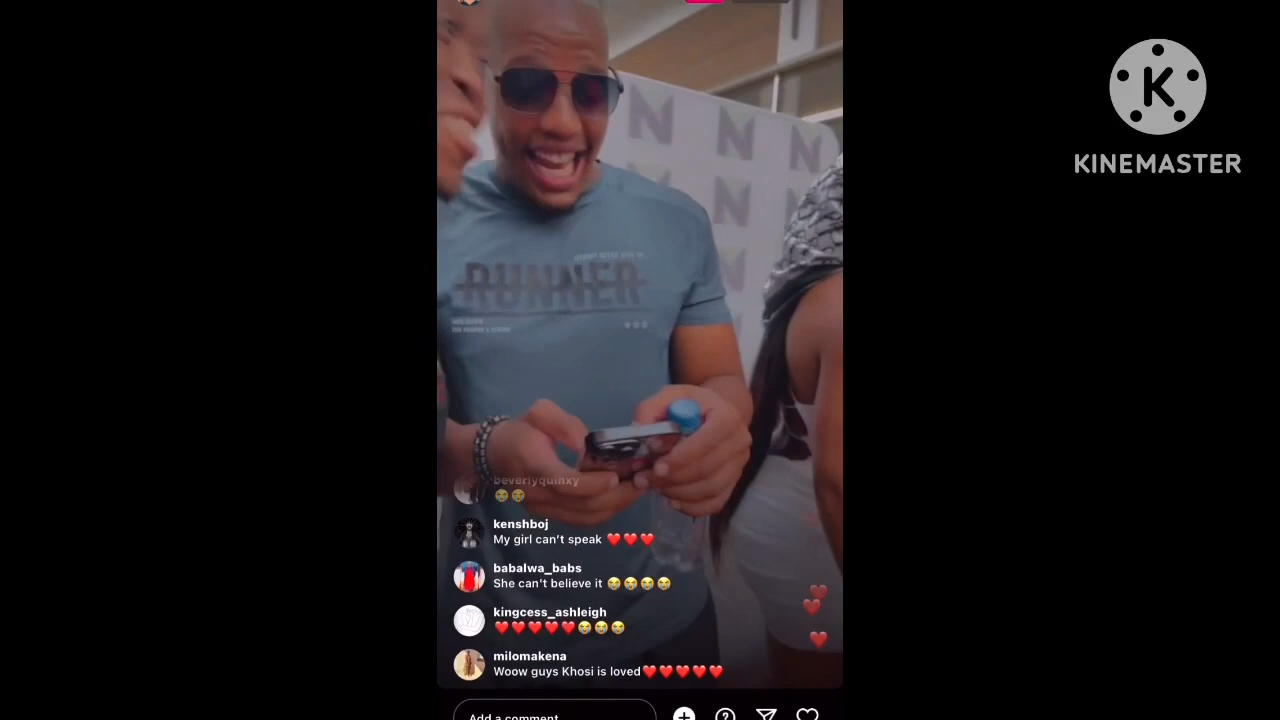 K
KINEMASTER
N N N
N N
RUNNER
beverlyquinxy
😭😭
kenshboj
My girl can't speak ❤️❤️❤️
babalwa_babs
She can't believe it 😭😭😭😭
kingcess_ashleigh
❤️❤️❤️❤️❤️😭😭😭
milomakena
Woow guys Khosi is loved❤️❤️❤️❤️❤️
Add a comment